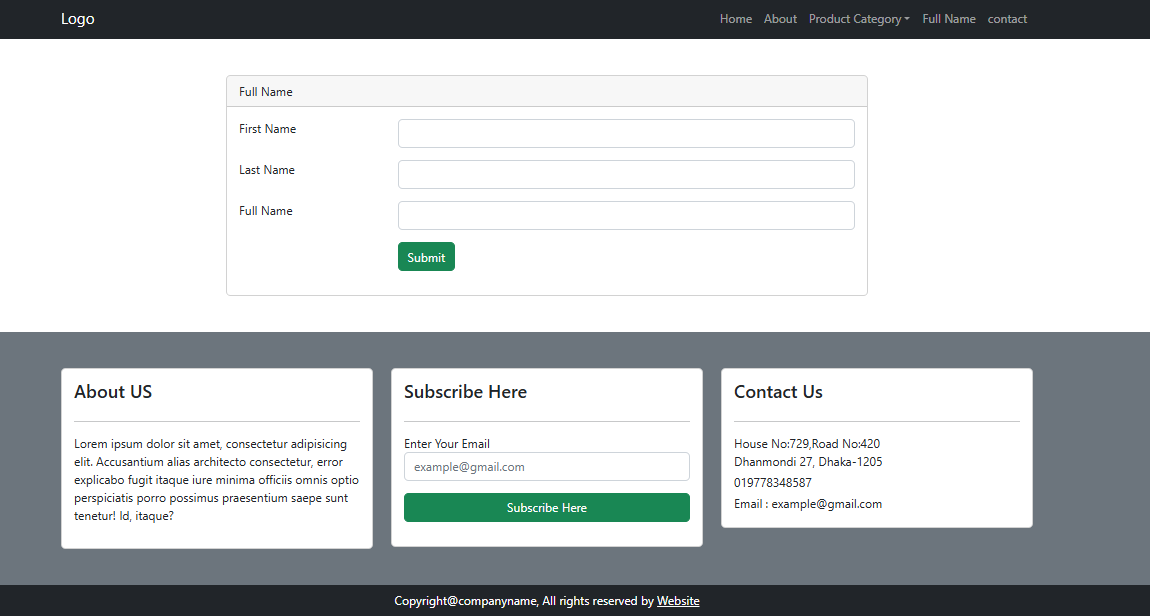 Logo
Home About Product Category Full Name contact
Full Name
First Name
Last Name
Full Name
Submit
About US
Lorem ipsum dolor sit amet, consectetur adipisicing
elit. Accusantium alias architecto consectetur, error
explicabo fugit itaque iure minima officiis omnis optio
perspiciatis porro possimus praesentium saepe sunt
tenetur! Id, itaque?
Subscribe Here
Enter Your Email
example@gmail.com
Subscribe Here
Contact Us
House No:729,Road No:420
Dhanmondi 27, Dhaka-1205
019778348587
Email : example@gmail.com
Copyright@companyname, All rights reserved by Website